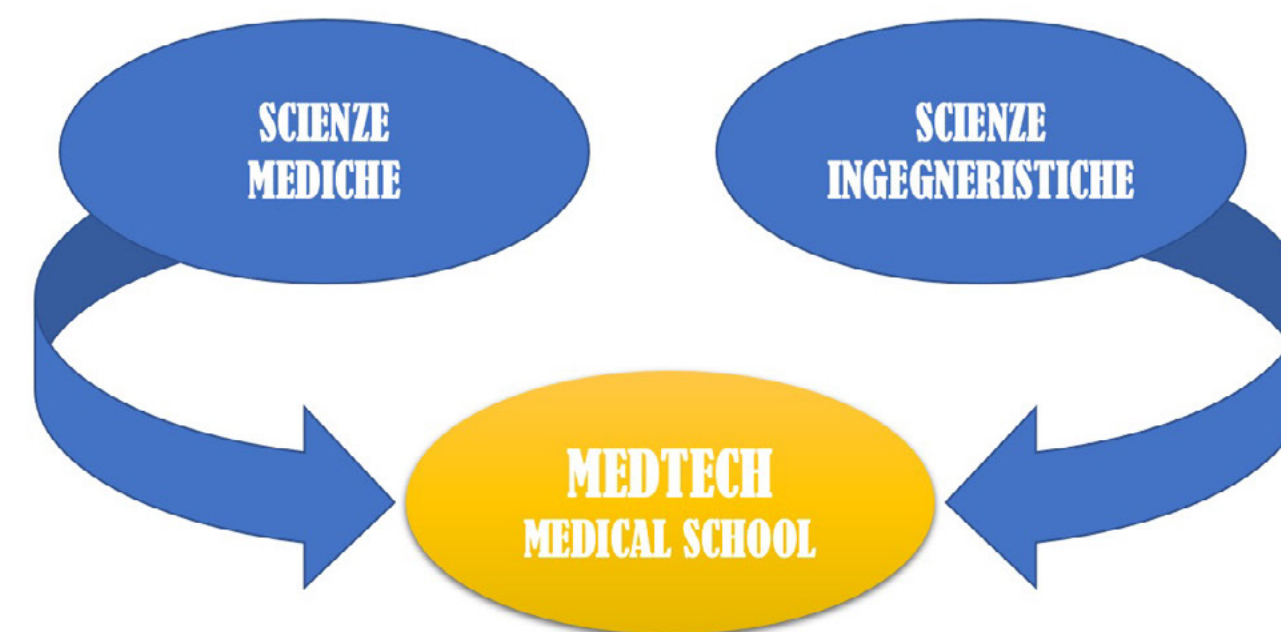 SCIENZE
MEDICHE
SCIENZE
INGEGNERISTICHE
MEDTECH
MEDICAL SCHOOL